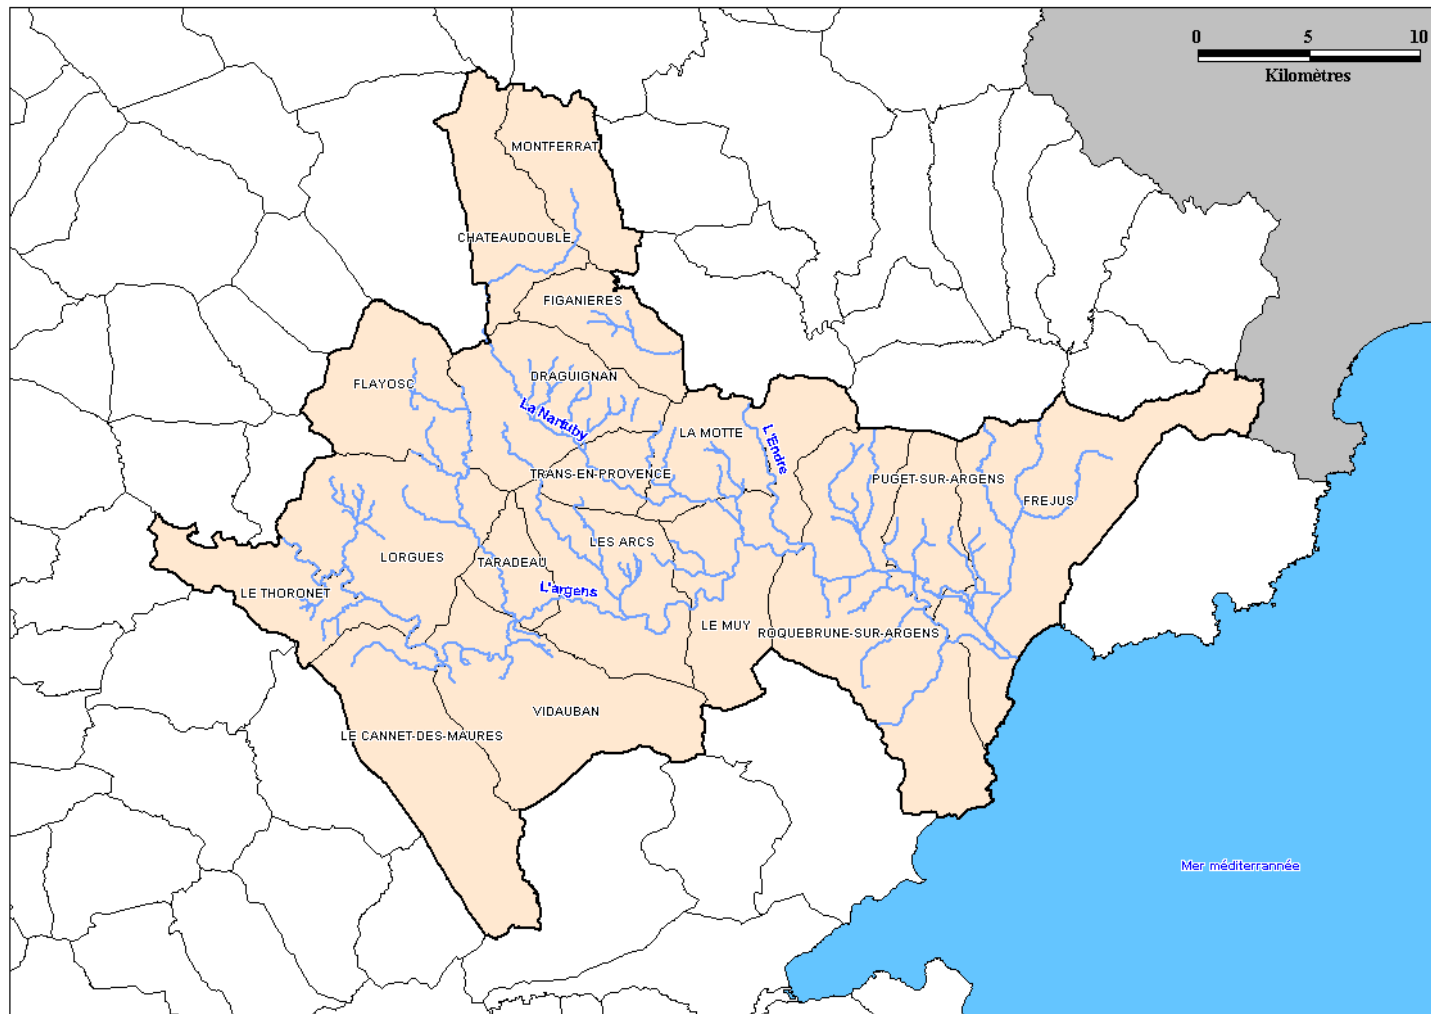 0 5 10
Kilomètres
MONTFERRAT
CHATEAUDOUBLE
FIGANIERES
DRAGUIGNAN
FLAYOSC
La Nartuby
LA MOTTE
L'Endre
TRANS-EN-PROVENCE
PUGET-SUR-ARGENS
FREJUS
LES ARCS
LORGUES
TARADEAU
LE THORONET
L'argens
LE MUY
ROQUEBRUNE-SUR-ARGENS
VIDAUBAN
LE CANNET-DES-MAURES
Mer méditerrannée